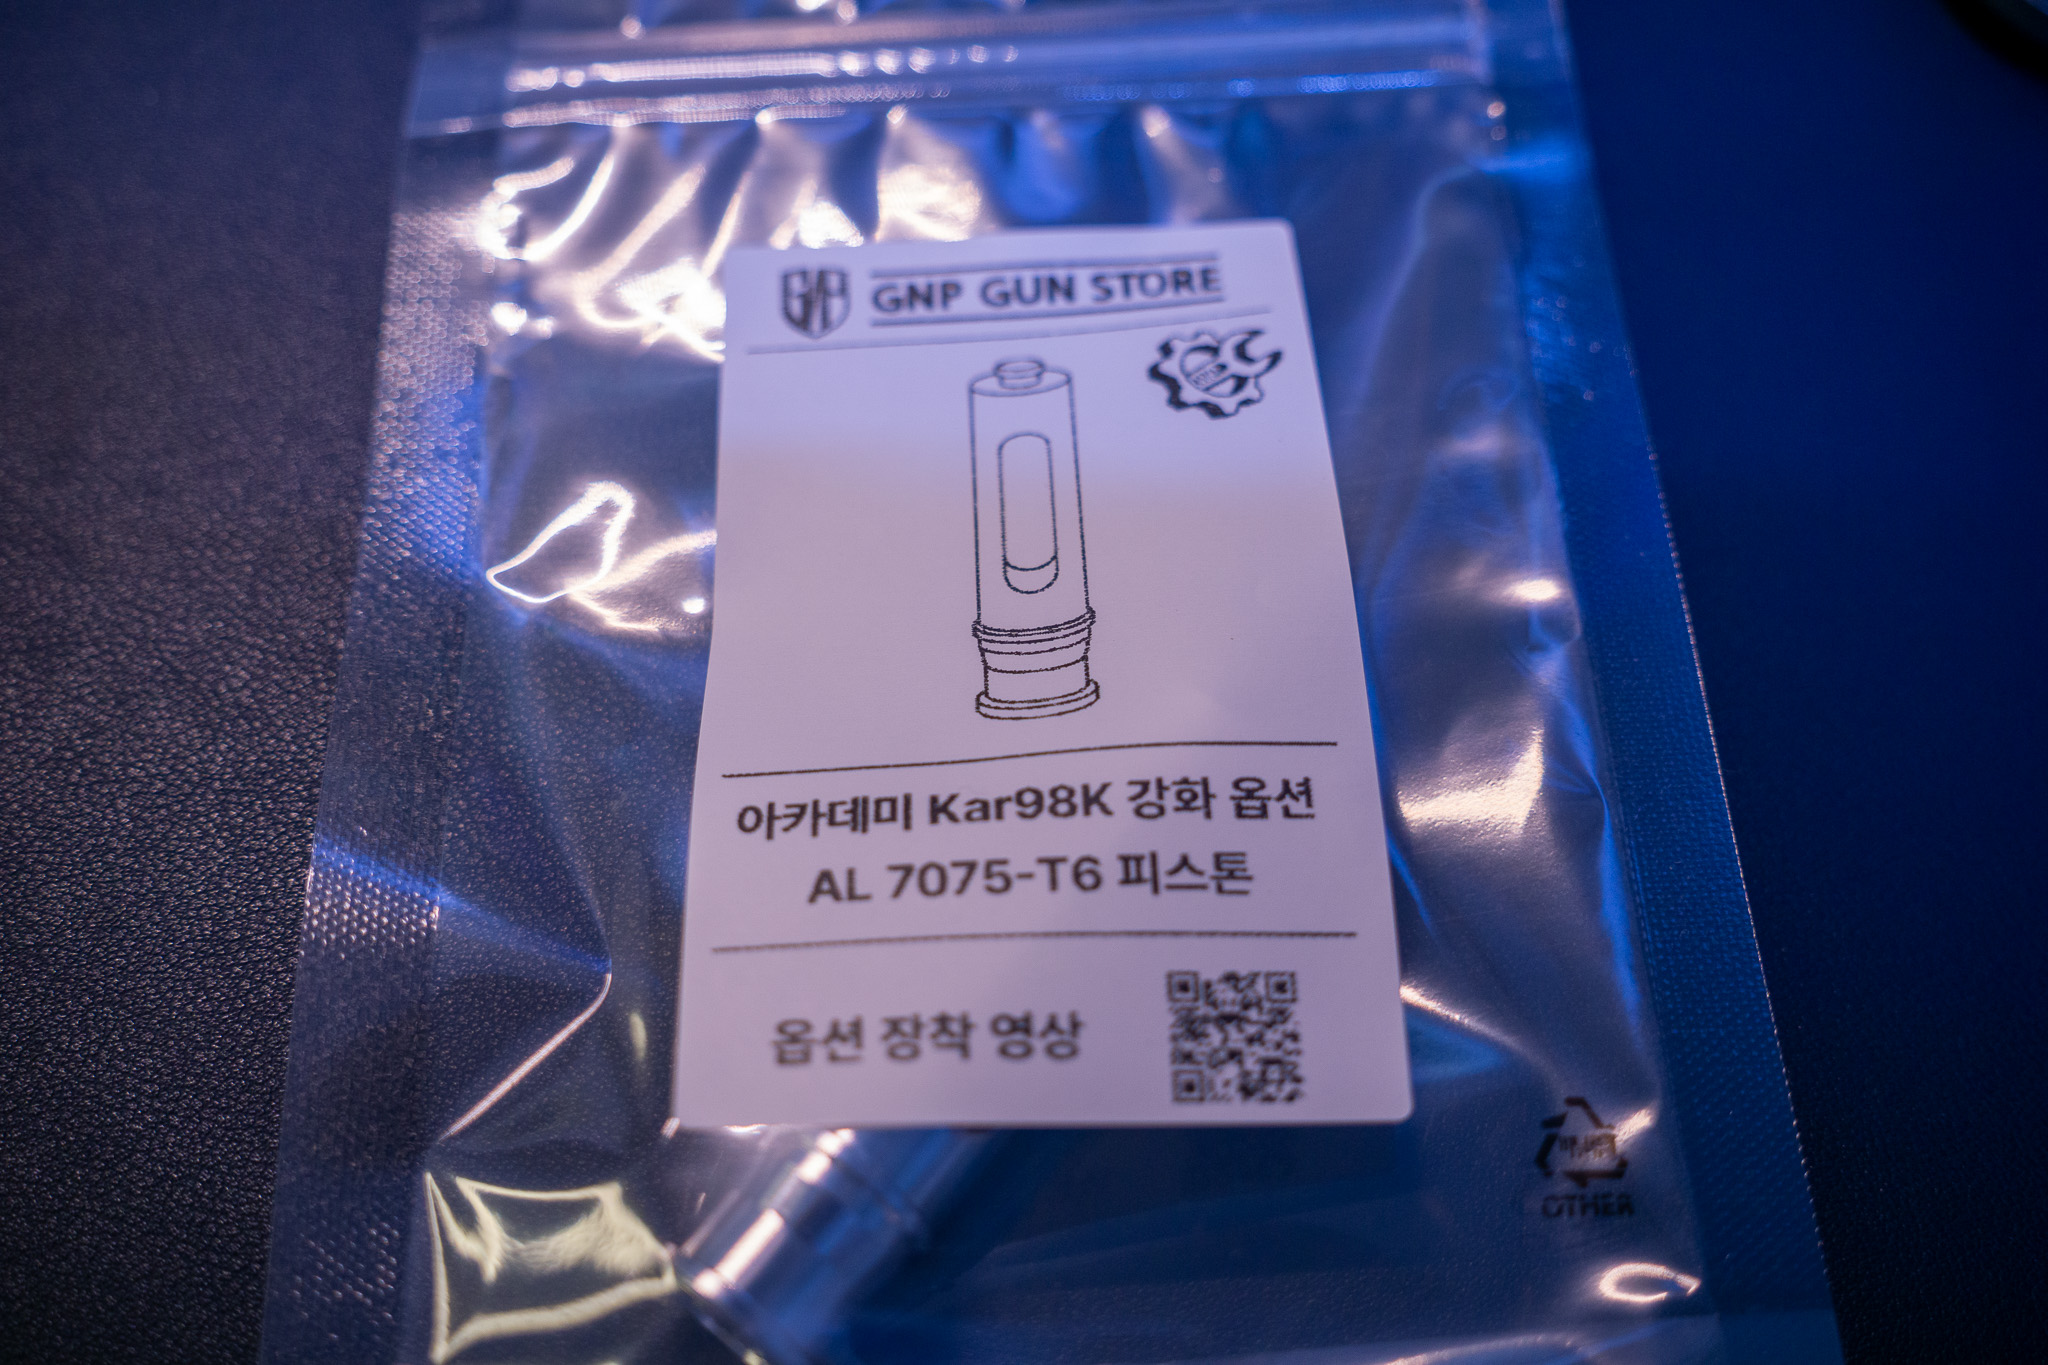 GNP GUN STORE
아카데미 Kar98K 강화 옵션
AL 7075-T6 피스톤
옵션 장착 영상
OTHER